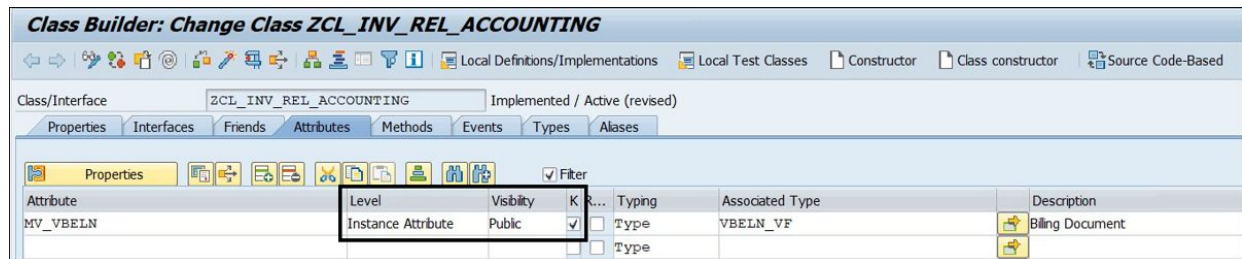 Class Builder: Change Class ZCL_INV_REL_ACCOUNTING
Local Definitions/Implementations Local Test Classes Constructor Class constructor Source Code-Based
Class/Interface ZCL_INV_REL_ACCOUNTING Implemented / Active (revised)
Properties Interfaces Friends Attributes Methods Events Types Aliases
Properties Filter
Attribute Level Visibility K R... Typing Associated Type Description
MV_VBELN Instance Attribute Public Type VBELN_VF Billing Document
Type